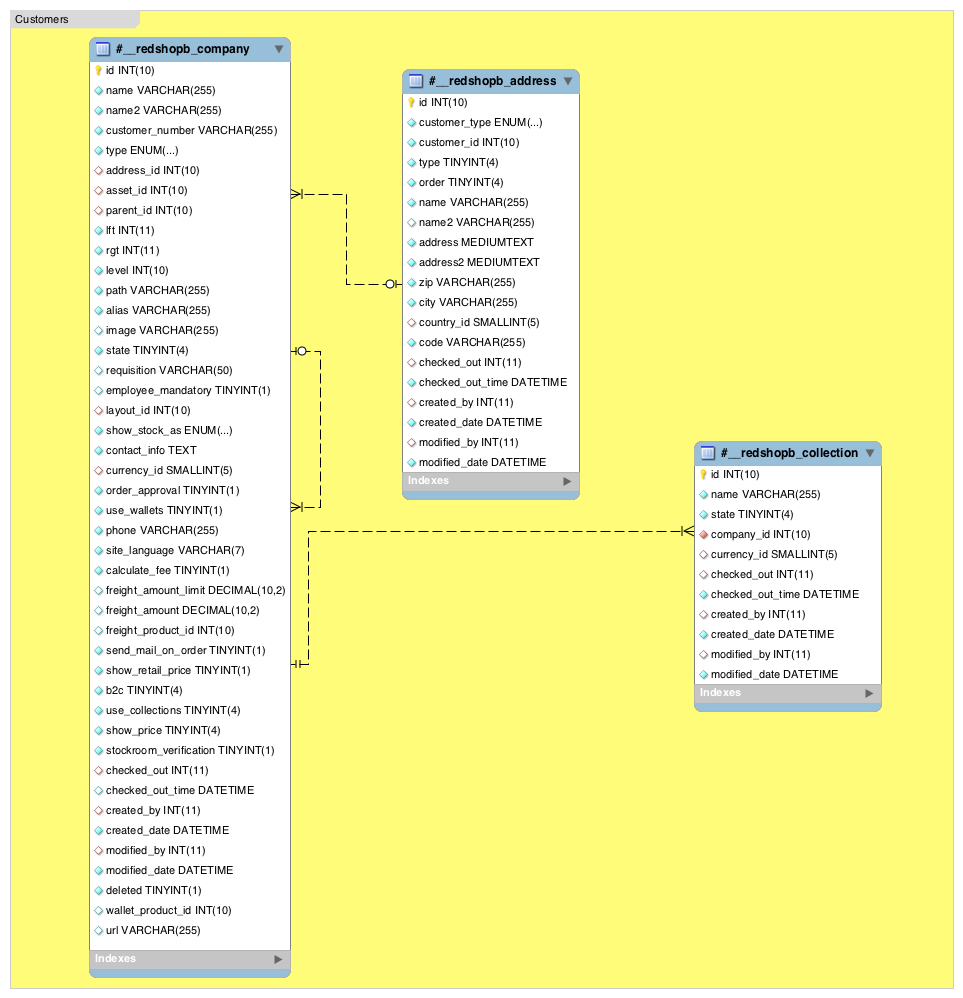 Customers
#__redshopb_company
id INT(10)
name VARCHAR(255)
name2 VARCHAR(255)
customer_number VARCHAR(255)
type ENUM(...)
address_id INT(10)
asset_id INT(10)
parent_id INT(10)
lft INT(11)
rgt INT(11)
level INT(10)
path VARCHAR(255)
alias VARCHAR(255)
image VARCHAR(255)
state TINYINT(4)
requisition VARCHAR(50)
employee_mandatory TINYINT(1)
layout_id INT(10)
show_stock_as ENUM(...)
contact_info TEXT
currency_id SMALLINT(5)
order_approval TINYINT(1)
use_wallets TINYINT(1)
phone VARCHAR(255)
site_language VARCHAR(7)
calculate_fee TINYINT(1)
freight_amount_limit DECIMAL(10,2)
freight_amount DECIMAL(10,2)
freight_product_id INT(10)
send_mail_on_order TINYINT(1)
show_retail_price TINYINT(1)
b2c TINYINT(4)
use_collections TINYINT(4)
show_price TINYINT(4)
stockroom_verification TINYINT(1)
checked_out INT(11)
checked_out_time DATETIME
created_by INT(11)
created_date DATETIME
modified_by INT(11)
modified_date DATETIME
deleted TINYINT(1)
wallet_product_id INT(10)
url VARCHAR(255)
Indexes
#__redshopb_address
id INT(10)
customer_type ENUM(...)
customer_id INT(10)
type TINYINT(4)
order TINYINT(4)
name VARCHAR(255)
name2 VARCHAR(255)
address MEDIUMTEXT
address2 MEDIUMTEXT
zip VARCHAR(255)
city VARCHAR(255)
country_id SMALLINT(5)
code VARCHAR(255)
checked_out INT(11)
checked_out_time DATETIME
created_by INT(11)
created_date DATETIME
modified_by INT(11)
modified_date DATETIME
Indexes
#__redshopb_collection
id INT(10)
name VARCHAR(255)
state TINYINT(4)
company_id INT(10)
currency_id SMALLINT(5)
checked_out INT(11)
checked_out_time DATETIME
created_by INT(11)
created_date DATETIME
modified_by INT(11)
modified_date DATETIME
Indexes